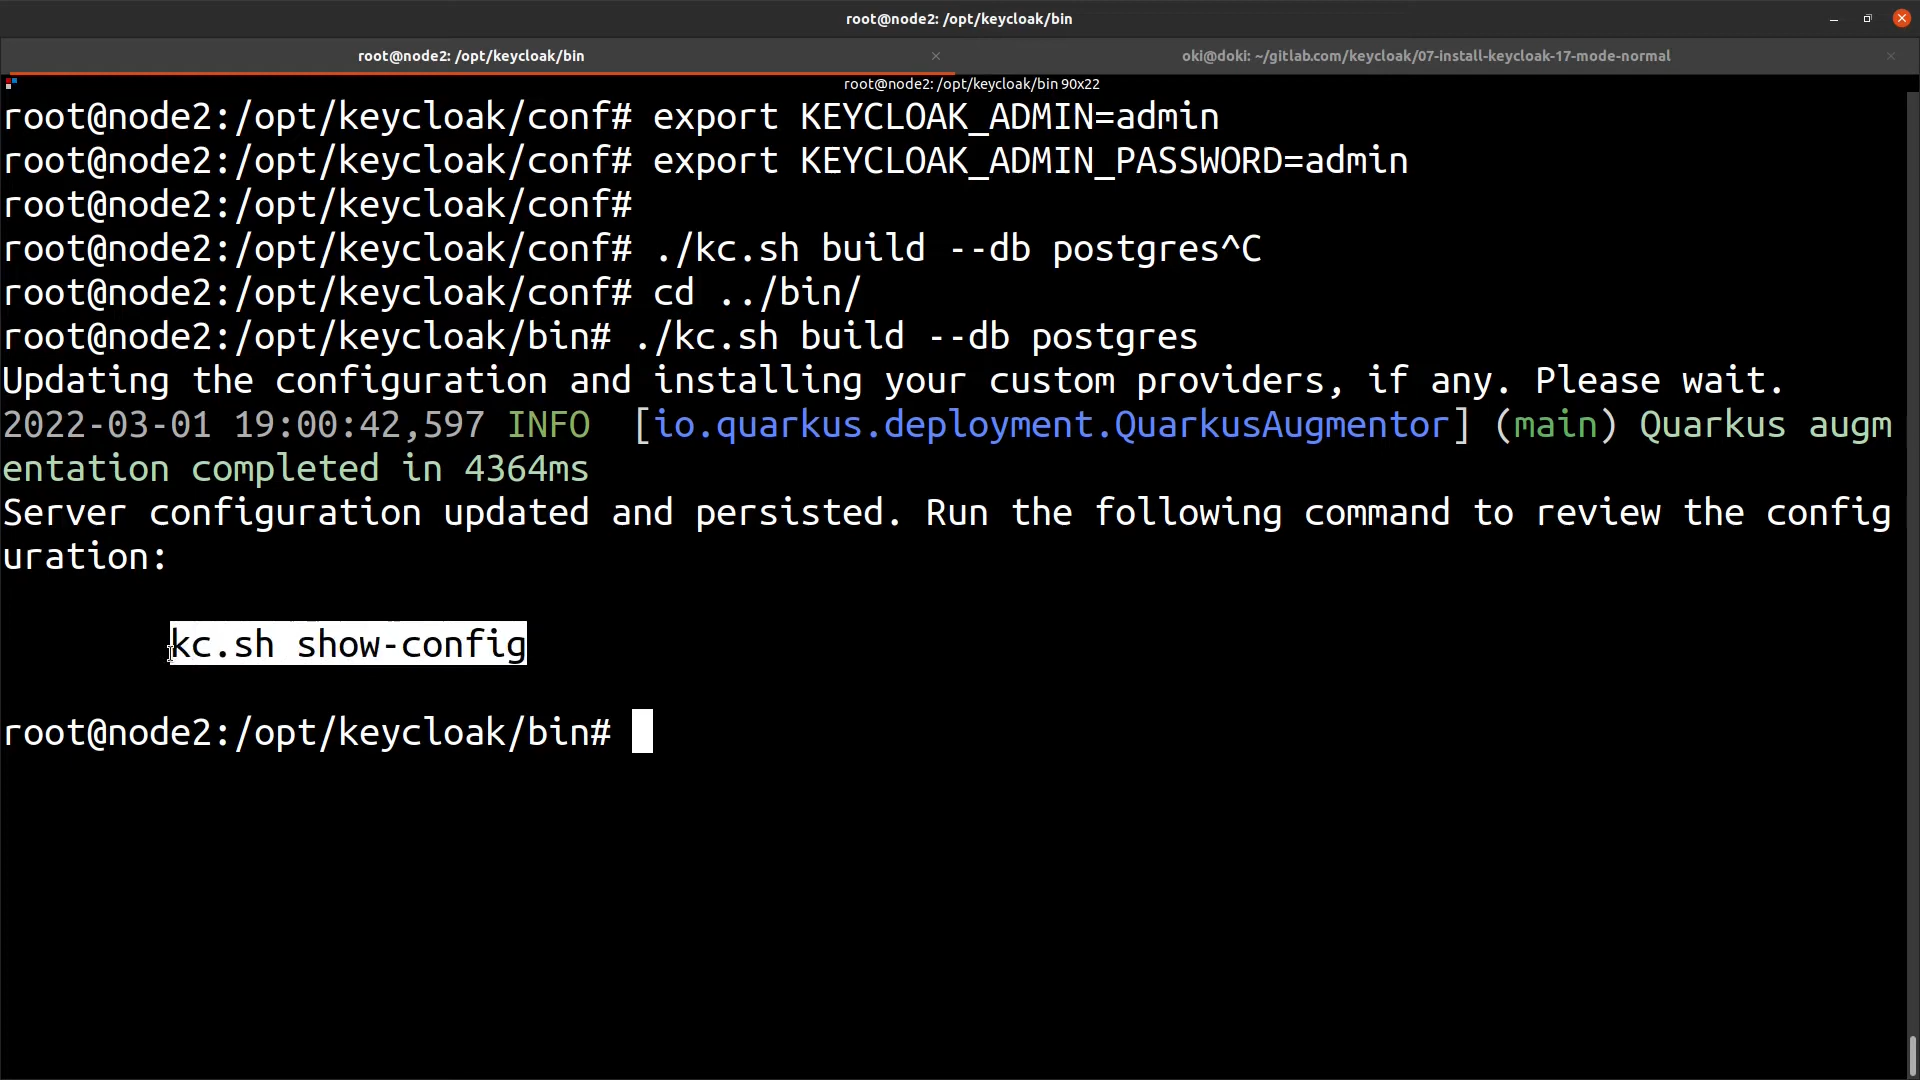 root@node2: /opt/keycloak/bin
root@node2: /opt/keycloak/bin
oki@doki: ~/gitlab.com/keycloak/07-install-keycloak-17-mode-normal
root@node2: /opt/keycloak/bin 90x22
root@node2:/opt/keycloak/conf# export KEYCLOAK_ADMIN=admin
root@node2:/opt/keycloak/conf# export KEYCLOAK_ADMIN_PASSWORD=admin
root@node2:/opt/keycloak/conf#
root@node2:/opt/keycloak/conf# ./kc.sh build --db postgres^C
root@node2:/opt/keycloak/conf# cd ../bin/
root@node2:/opt/keycloak/bin# ./kc.sh build --db postgres
Updating the configuration and installing your custom providers, if any. Please wait.
2022-03-01 19:00:42,597 INFO  [io.quarkus.deployment.QuarkusAugmentor] (main) Quarkus augm
entation completed in 4364ms
Server configuration updated and persisted. Run the following command to review the config
uration:
kc.sh show-config
root@node2:/opt/keycloak/bin#